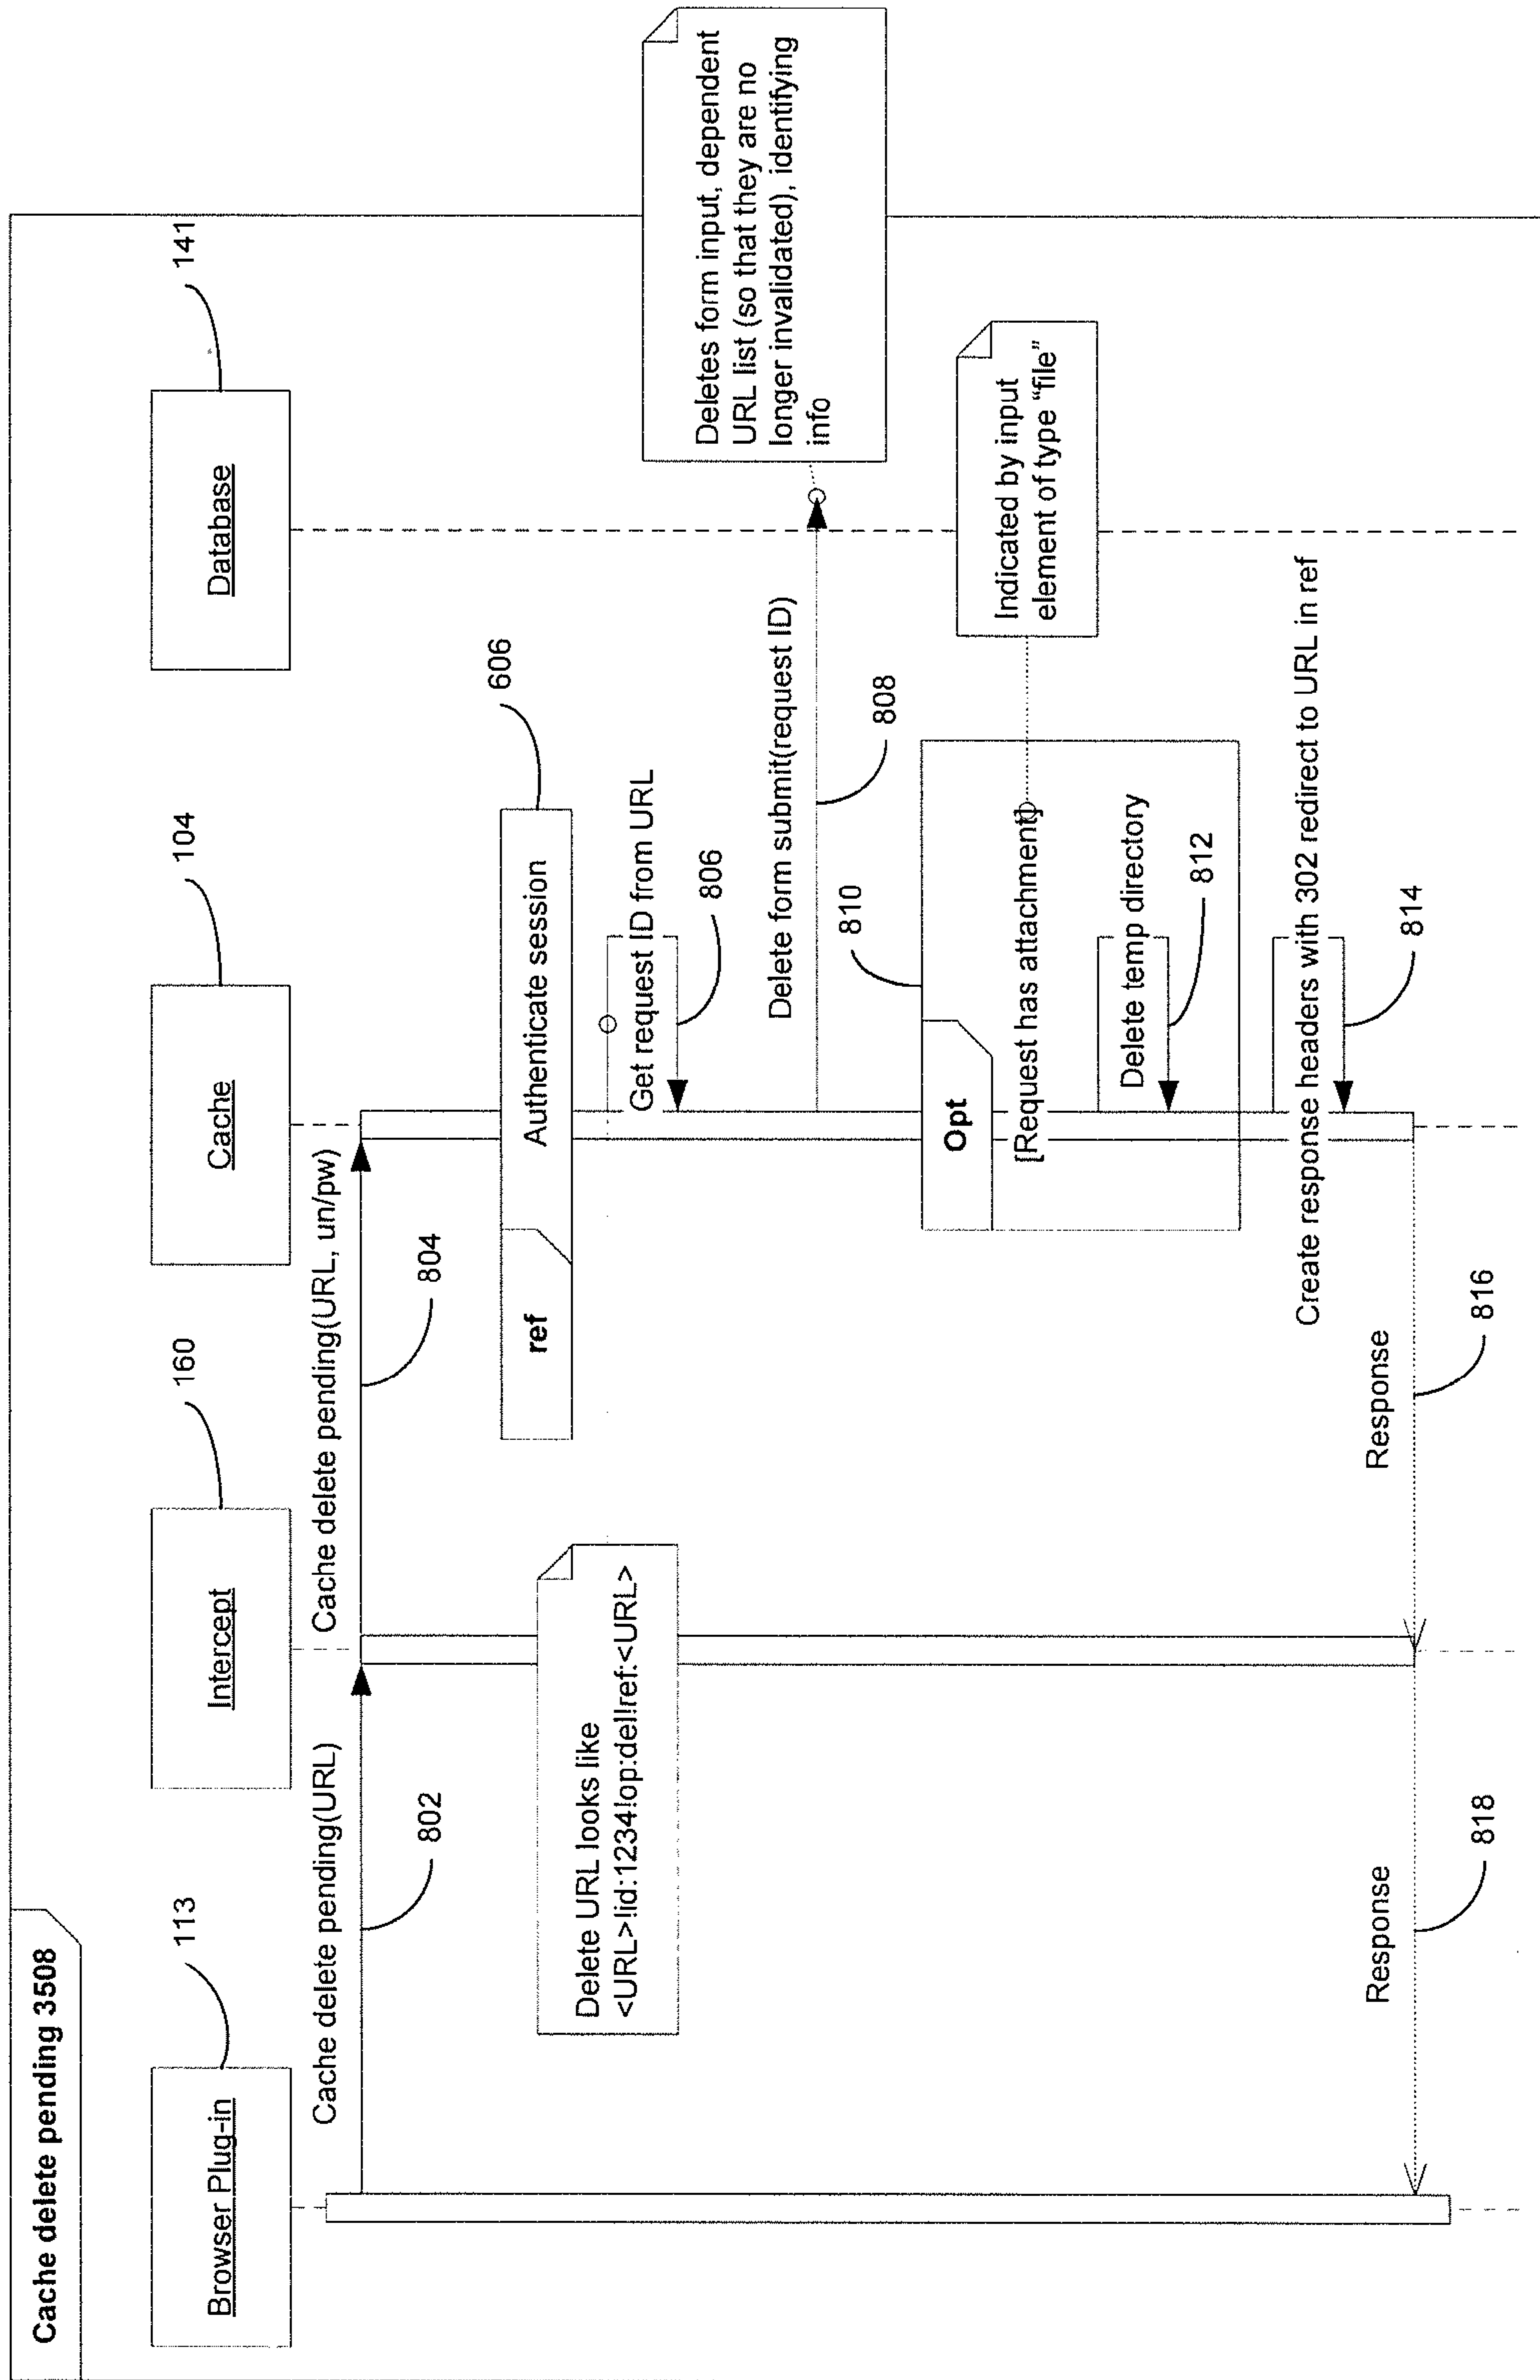 Cache delete pending 3508
113
160
104
141
Browser Plug-in
Intercept
Cache
Database
Cache delete pending(URL)
Cache delete pending(URL, un/pw)
802
804
606
ref
Authenticate session
Delete URL looks like
<URL>!id:1234!op:del!ref:<URL>
Get request ID from URL
806
Delete form submit(request ID)
808
Deletes form input, dependent
URL list (so that they are no
longer invalidated), identifying
info
810
Opt
[Request has attachment]
Indicated by input
element of type “file”
Delete temp directory
812
Create response headers with 302 redirect to URL in ref
814
Response
816
Response
818